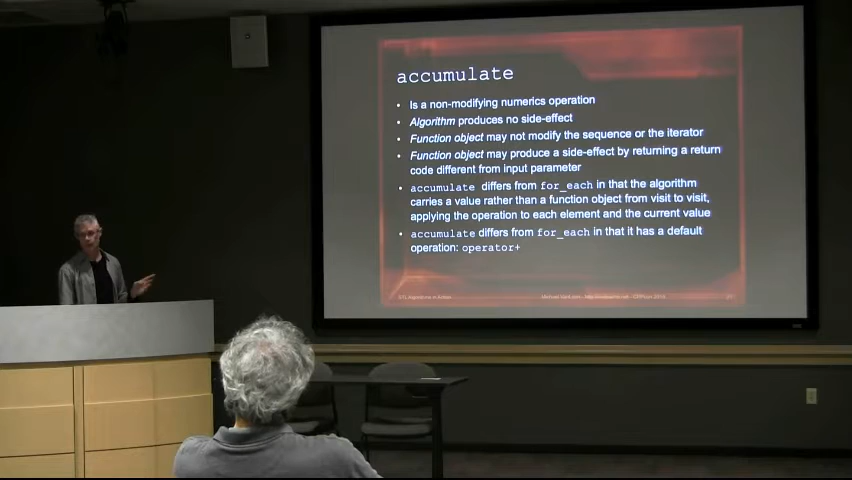 accumulate
• Is a non-modifying numerics operation
• Algorithm produces no side-effect
• Function object may not modify the sequence or the iterator
• Function object may produce a side-effect by returning a return
code different from input parameter
• accumulate differs from for_each in that the algorithm
carries a value rather than a function object from visit to visit,
applying the operation to each element and the current value
• accumulate differs from for_each in that it has a default
operation: operator+
STL Algorithms in Action